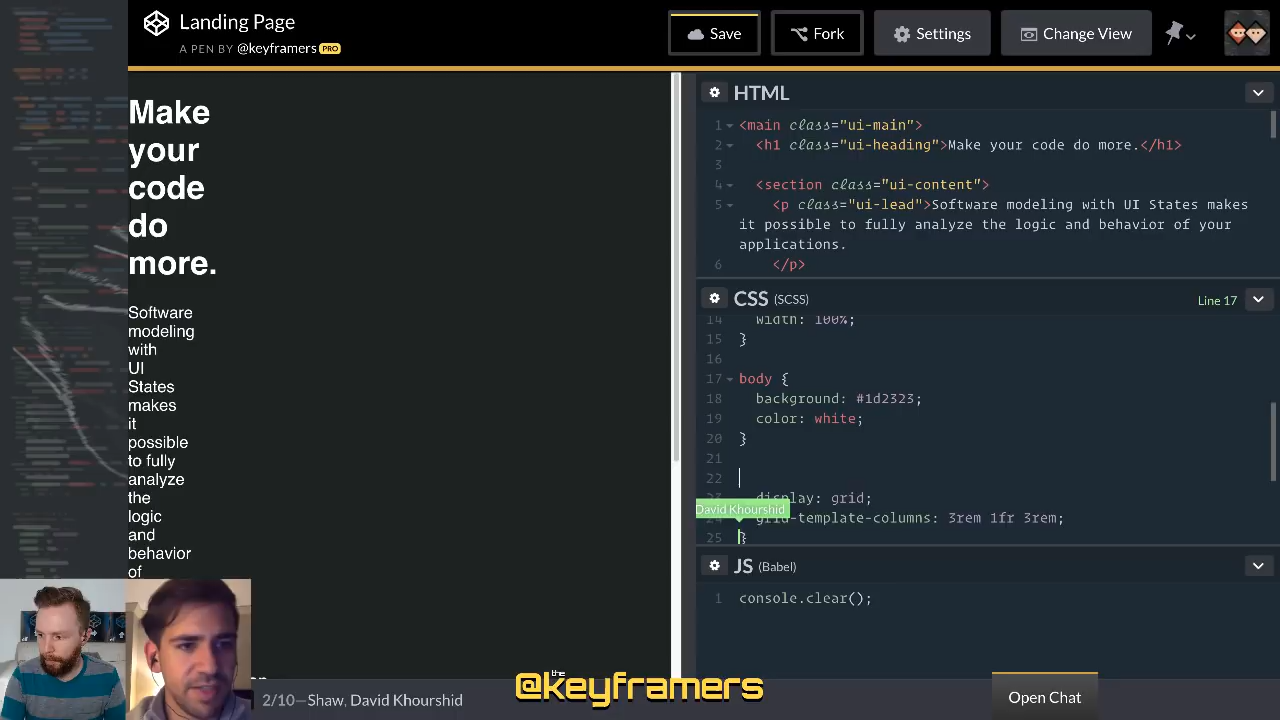 Landing Page
A PEN BY @keyframers PRO
Save
Fork
Settings
Change View
Make
your
code
do
more.
Software
modeling
with
UI
States
makes
it
possible
to fully
analyze
the
logic
and
behavior
of
HTML
1 <main class="ui-main">
2 <h1 class="ui-heading">Make your code do more.</h1>
3
4 <section class="ui-content">
5 <p class="ui-lead">Software modeling with UI States makes
it possible to fully analyze the logic and behavior of your
applications.
6 </p>
CSS (SCSS)
Line 17
14 width: 100%;
15 }
16
17 body {
18 background: #1d2323;
19 color: white;
20 }
21
22
23 display: grid;
David Khourshid
24 grid-template-columns: 3rem 1fr 3rem;
25 }
JS (Babel)
1 console.clear();
2/10—Shaw, David Khourshid
the
@keyframers
Open Chat